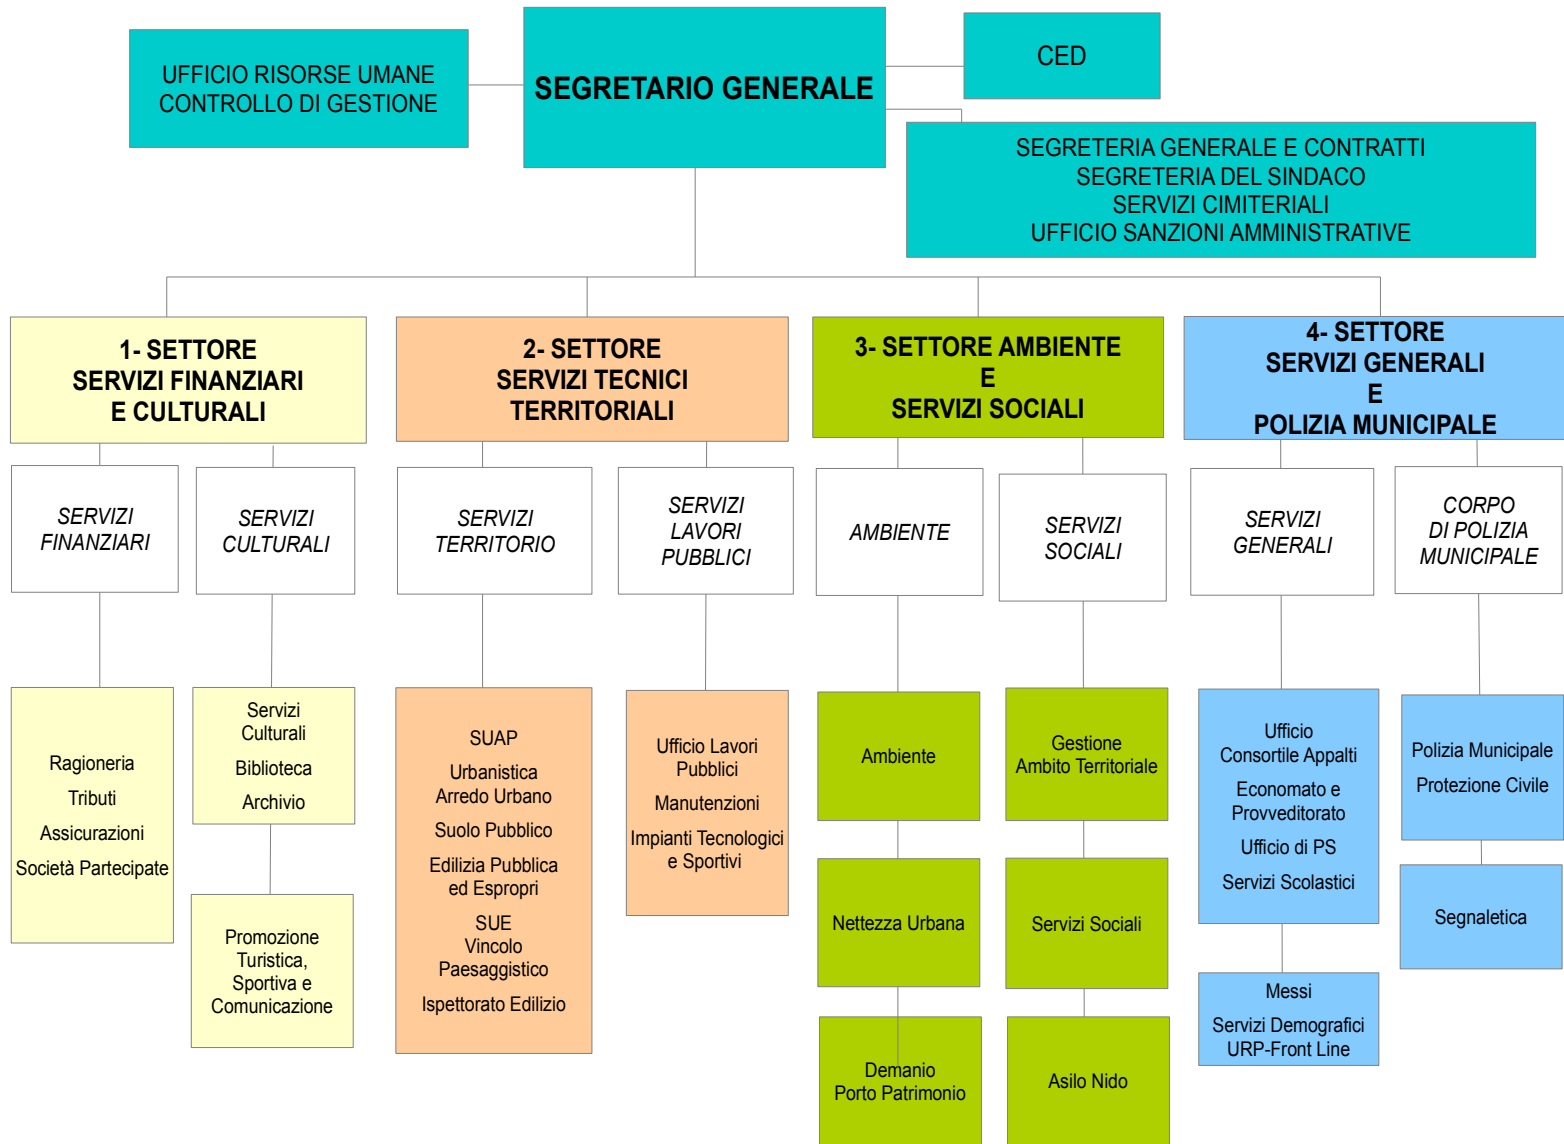 UFFICIO RISORSE UMANE
CONTROLLO DI GESTIONE
SEGRETARIO GENERALE
CED
SEGRETERIA GENERALE E CONTRATTI
SEGRETERIA DEL SINDACO
SERVIZI CIMITERIALI
UFFICIO SANZIONI AMMINISTRATIVE
1- SETTORE
SERVIZI FINANZIARI
E CULTURALI
2- SETTORE
SERVIZI TECNICI
TERRITORIALI
3- SETTORE AMBIENTE
E
SERVIZI SOCIALI
4- SETTORE
SERVIZI GENERALI
E
POLIZIA MUNICIPALE
SERVIZI
FINANZIARI
SERVIZI
CULTURALI
SERVIZI
TERRITORIO
SERVIZI
LAVORI
PUBBLICI
AMBIENTE
SERVIZI
SOCIALI
SERVIZI
GENERALI
CORPO
DI POLIZIA
MUNICIPALE
Ragioneria
Tributi
Assicurazioni
Società Partecipate
Servizi
Culturali
Biblioteca
Archivio
Promozione
Turistica,
Sportiva e
Comunicazione
SUAP
Urbanistica
Arredo Urbano
Suolo Pubblico
Edilizia Pubblica
ed Espropri
SUE
Vincolo
Paesaggistico
Ispettorato Edilizio
Ufficio Lavori
Pubblici
Manutenzioni
Impianti Tecnologici
e Sportivi
Ambiente
Nettezza Urbana
Demanio
Porto Patrimonio
Gestione
Ambito Territoriale
Servizi Sociali
Asilo Nido
Ufficio
Consortile Appalti
Economato e
Provveditorato
Ufficio di PS
Servizi Scolastici
Messi
Servizi Demografici
URP-Front Line
Polizia Municipale
Protezione Civile
Segnaletica